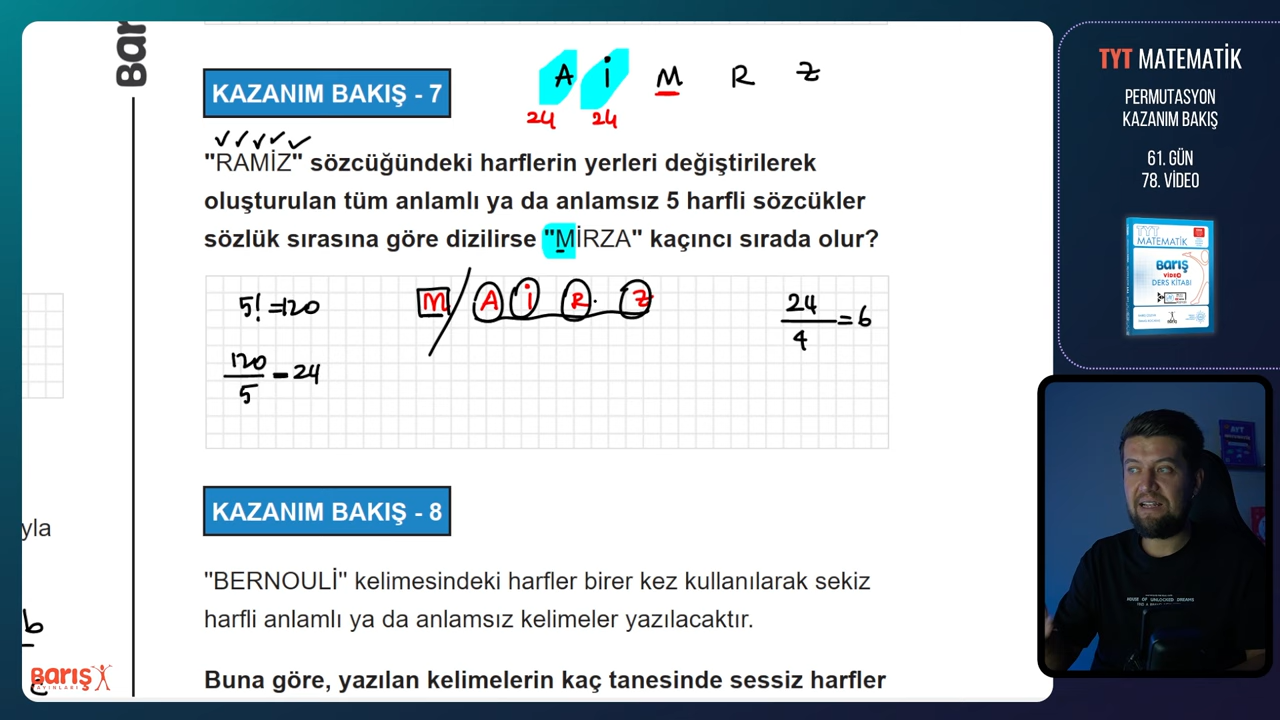 Bar
A İ M R Z
24 24
KAZANIM BAKIŞ - 7
"RAMİZ" sözcüğündeki harflerin yerleri değiştirilerek
oluşturulan tüm anlamlı ya da anlamsız 5 harfli sözcükler
sözlük sırasına göre dizilirse "MİRZA" kaçıncı sırada olur?
5! = 120
M / A İ R Z
24/4 = 6
120/5 = 24
KAZANIM BAKIŞ - 8
"BERNOULİ" kelimesindeki harfler birer kez kullanılarak sekiz
harfli anlamlı ya da anlamsız kelimeler yazılacaktır.
Buna göre, yazılan kelimelerin kaç tanesinde sessiz harfler
yla
b
Barış
YAYINLARI
TYT MATEMATİK
PERMUTASYON
KAZANIM BAKIŞ
61. GÜN
78. VİDEO
TYT
MATEMATİK
Barış
VİDEO
DERS KİTABI